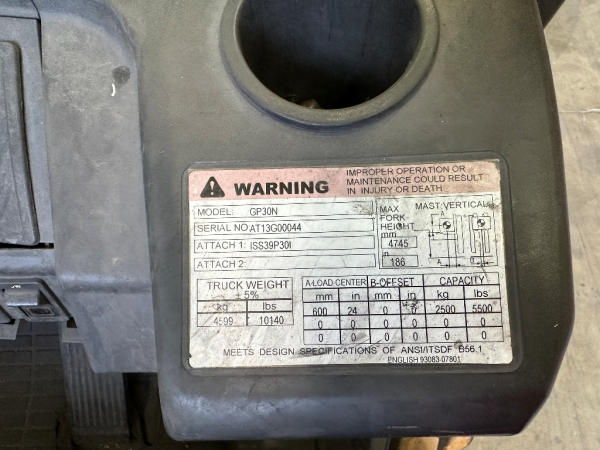 WARNING
IMPROPER OPERATION OR
MAINTENANCE COULD RESULT
IN INJURY OR DEATH
MODEL: GP30N
SERIAL NO AT13G00044
ATTACH 1: ISS39P30I
ATTACH 2:
MAX
FORK
HEIGHT
mm
4745
in
186
MAST:VERTICAL
A
A B
TRUCK WEIGHT
±5%
kg lbs
4599 10140
A-LOAD CENTER B-OFFSET CAPACITY
mm in mm in kg lbs
600 24 0 0 2500 5500
0 0 0 0 0 0
0 0 0 0 0 0
MEETS DESIGN SPECIFICATIONS OF ANSI/ITSDF B56.1
ENGLISH 93083-07801